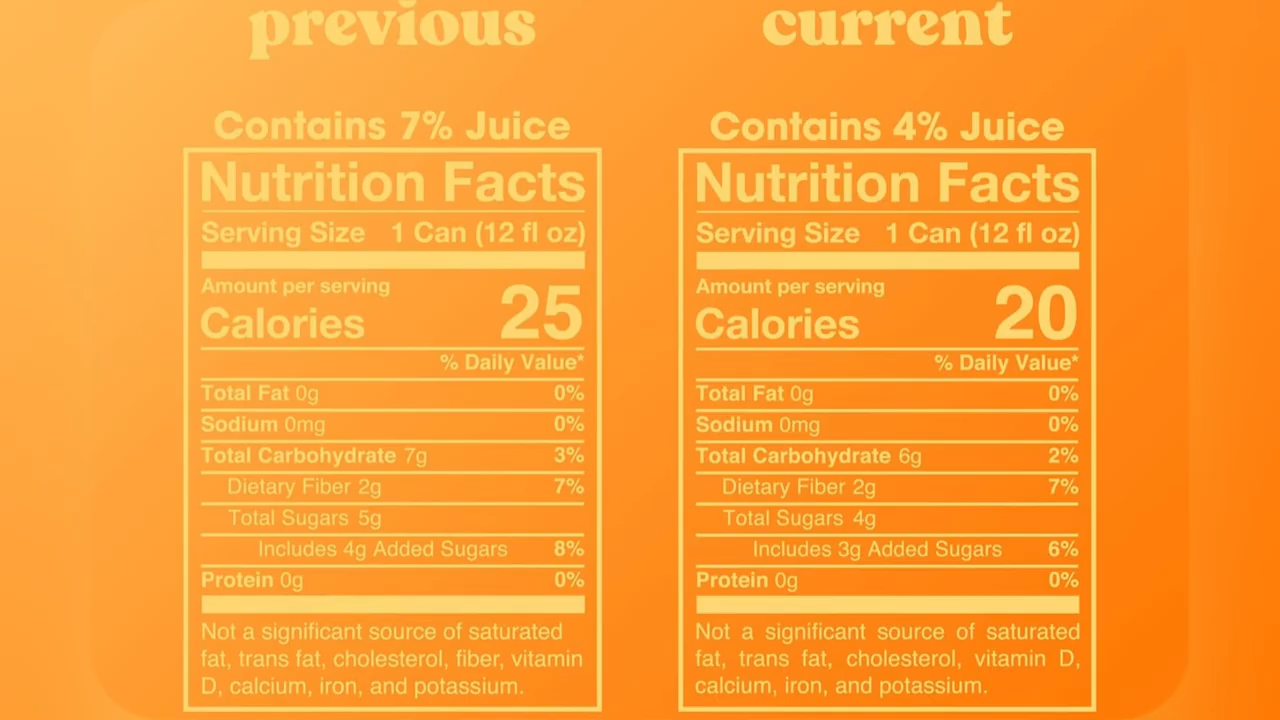 previous
Contains 7% Juice
Nutrition Facts
Serving Size 1 Can (12 fl oz)
Amount per serving
Calories 25
% Daily Value*
Total Fat 0g 0%
Sodium 0mg 0%
Total Carbohydrate 7g 3%
Dietary Fiber 2g 7%
Total Sugars 5g
Includes 4g Added Sugars 8%
Protein 0g 0%
Not a significant source of saturated
fat, trans fat, cholesterol, fiber, vitamin
D, calcium, iron, and potassium.
current
Contains 4% Juice
Nutrition Facts
Serving Size 1 Can (12 fl oz)
Amount per serving
Calories 20
% Daily Value*
Total Fat 0g 0%
Sodium 0mg 0%
Total Carbohydrate 6g 2%
Dietary Fiber 2g 7%
Total Sugars 4g
Includes 3g Added Sugars 6%
Protein 0g 0%
Not a significant source of saturated
fat, trans fat, cholesterol, vitamin D,
calcium, iron, and potassium.